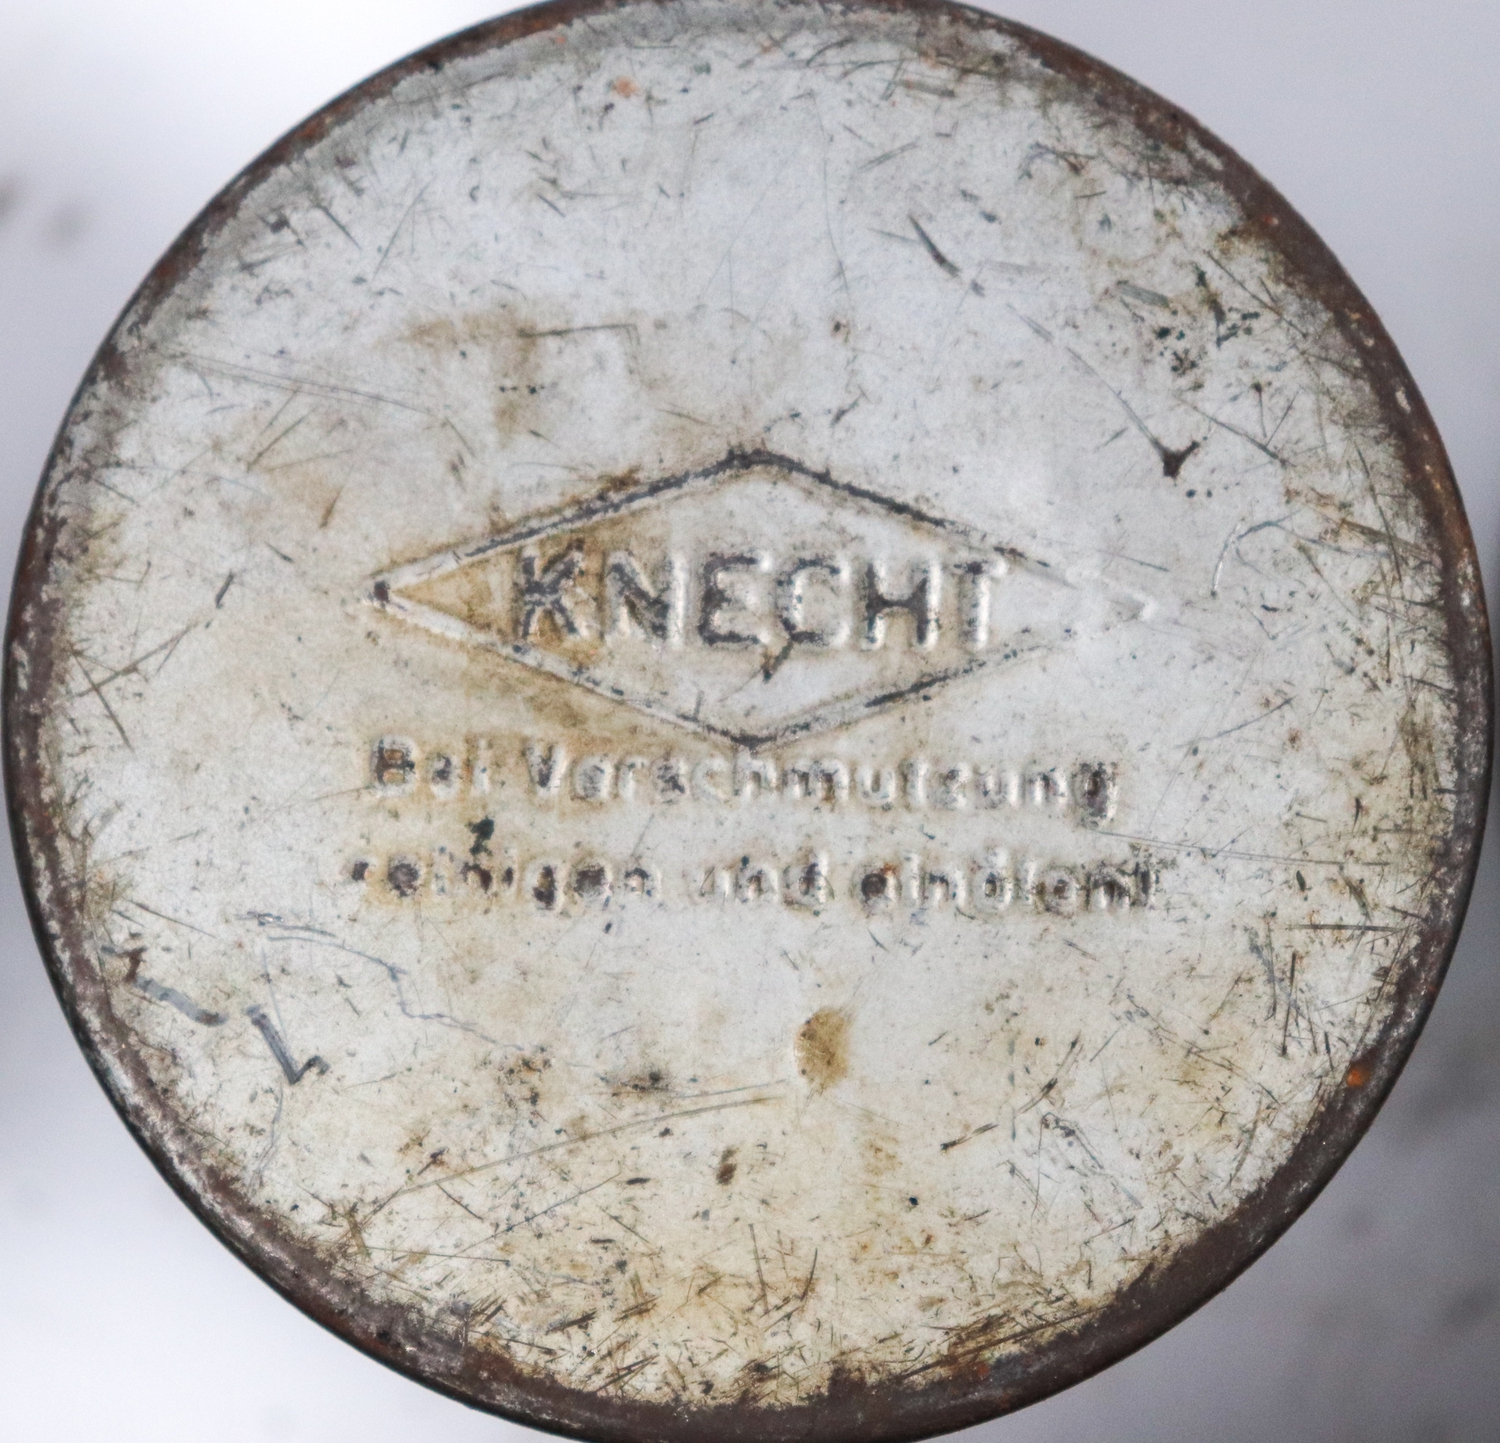 KNECHT
Bei Verschmutzung
reinigen und einölen!